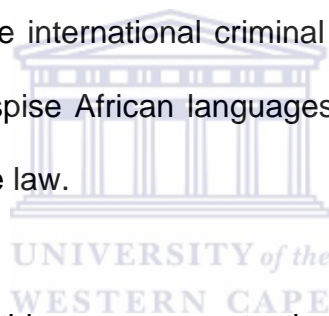 e international criminal
spise African languages
e law.
UNIVERSITY of the
WESTERN CAPE